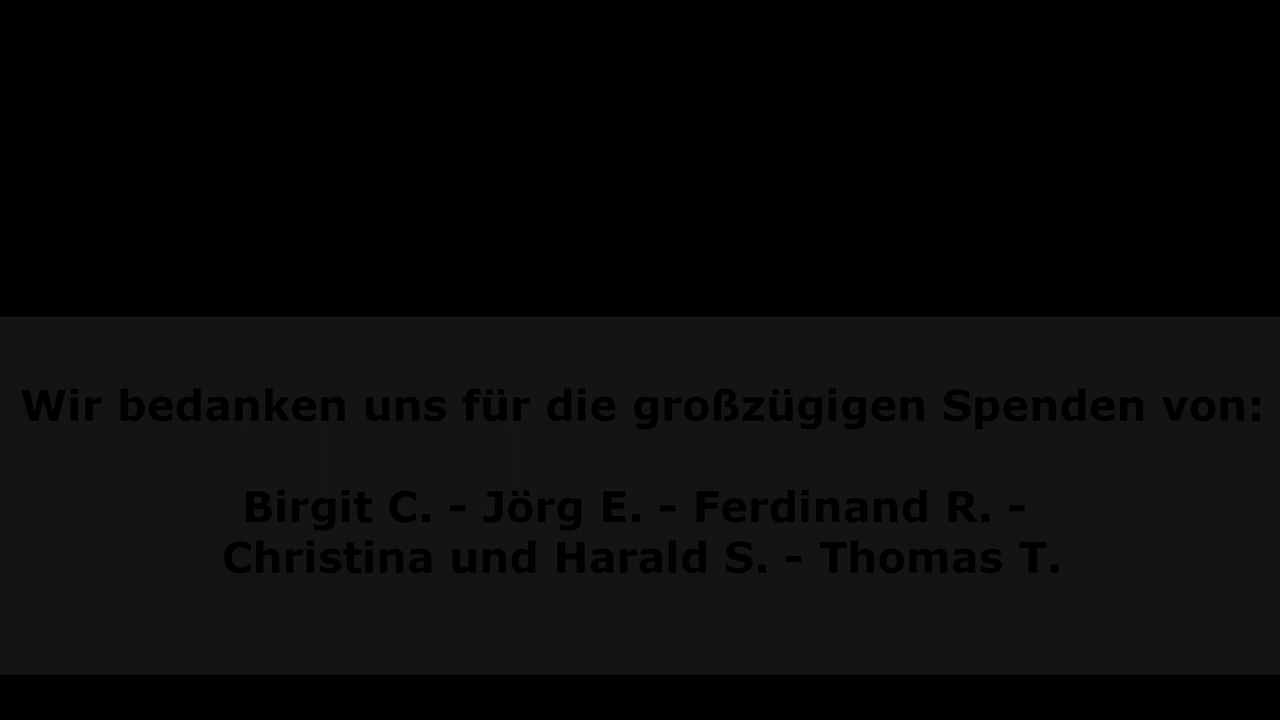 Wir bedanken uns für die großzügigen Spenden von:
Birgit C. - Jörg E. - Ferdinand R. -
Christina und Harald S. - Thomas T.